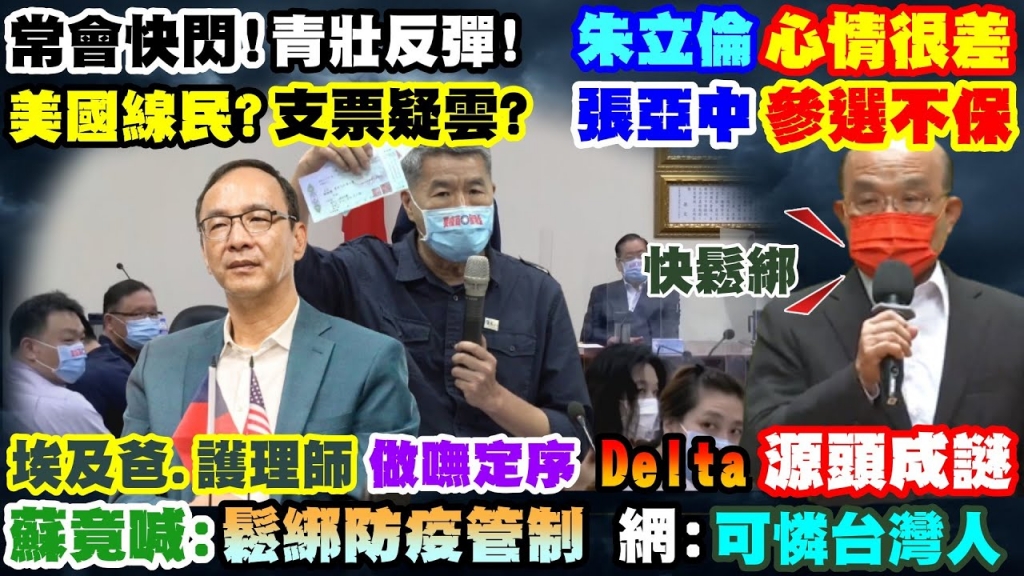 常會快閃!青壯反彈! 朱立倫 心情很差
美國線民?支票疑雲? 張亞中 參選不保
快鬆綁
埃及爸.護理師 做嘸定序 Delta 源頭成謎
蘇竟喊:鬆綁防疫管制 網:可憐台灣人